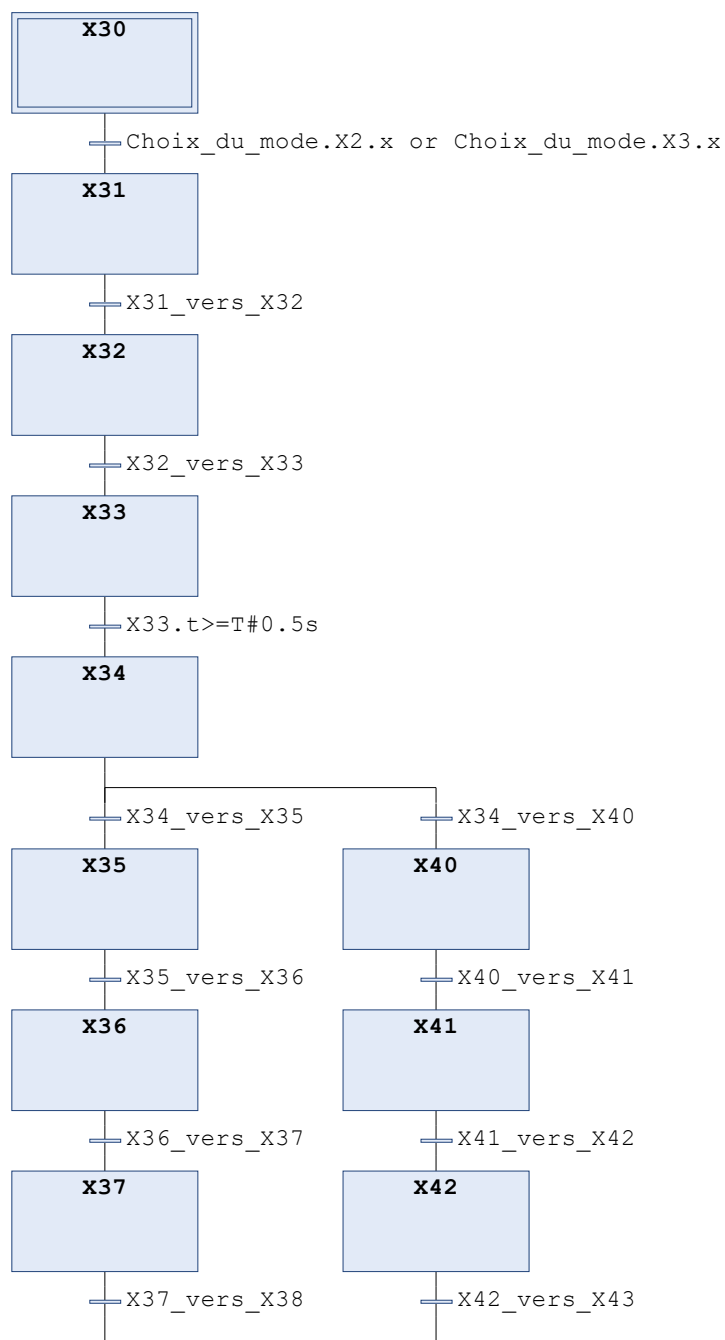 X30
Choix_du_mode.X2.x or Choix_du_mode.X3.x
X31
X31_vers_X32
X32
X32_vers_X33
X33
X33.t>=T#0.5s
X34
X34_vers_X35 X34_vers_X40
X35 X40
X35_vers_X36 X40_vers_X41
X36 X41
X36_vers_X37 X41_vers_X42
X37 X42
X37_vers_X38 X42_vers_X43